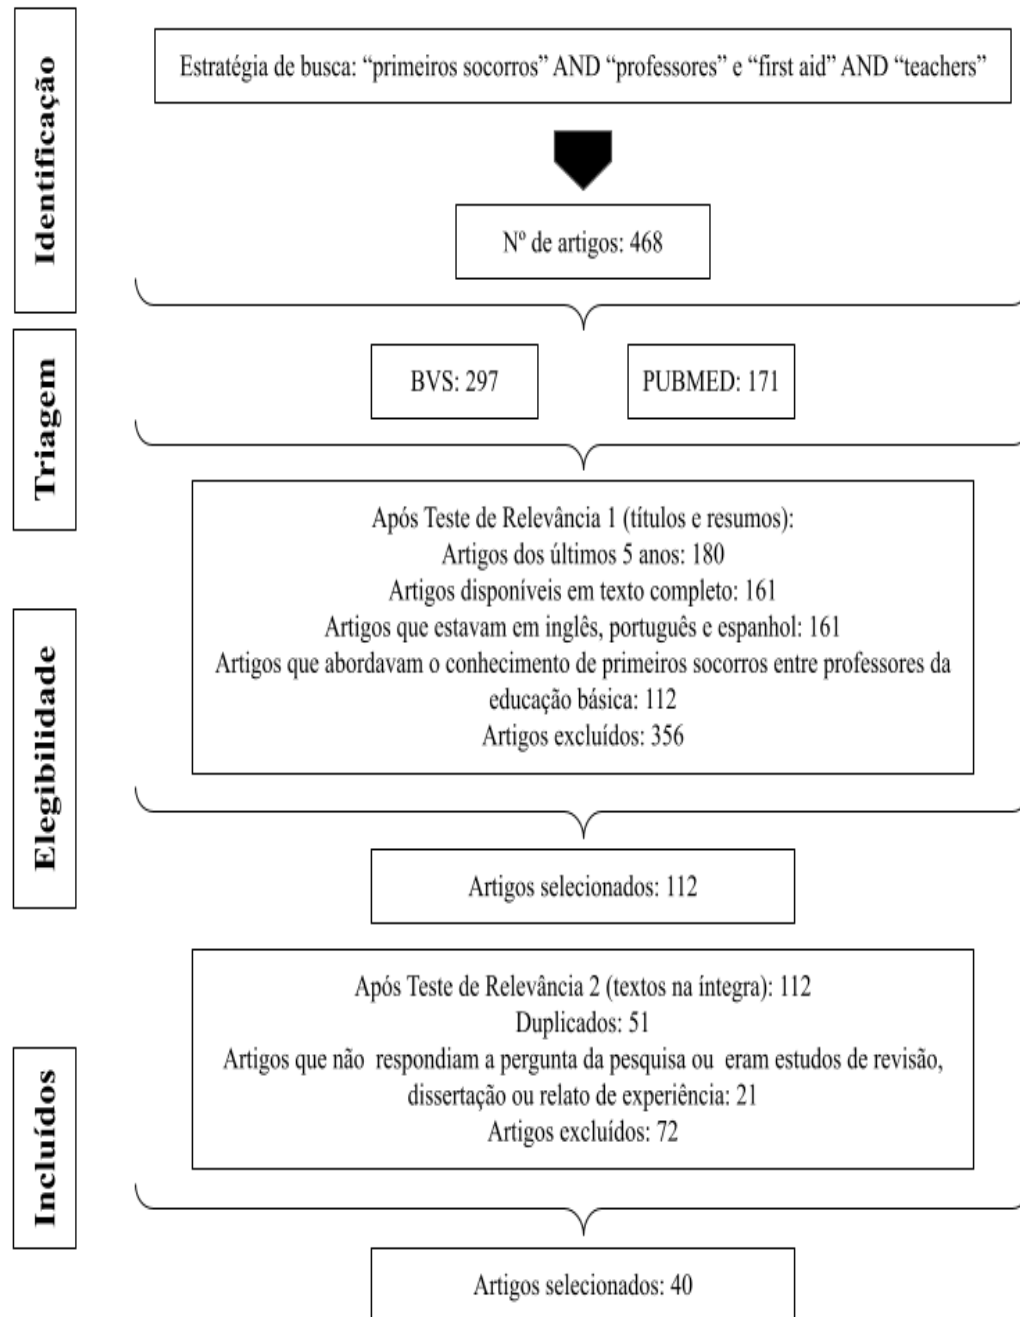 Identificação
Estratégia de busca: “primeiros socorros” AND “professores” e “first aid” AND “teachers”
Nº de artigos: 468
Triagem
BVS: 297
PUBMED: 171
Elegibilidade
Após Teste de Relevância 1 (títulos e resumos):
Artigos dos últimos 5 anos: 180
Artigos disponíveis em texto completo: 161
Artigos que estavam em inglês, português e espanhol: 161
Artigos que abordavam o conhecimento de primeiros socorros entre professores da
educação básica: 112
Artigos excluídos: 356
Artigos selecionados: 112
Incluídos
Após Teste de Relevância 2 (textos na íntegra): 112
Duplicados: 51
Artigos que não respondiam a pergunta da pesquisa ou eram estudos de revisão,
dissertação ou relato de experiência: 21
Artigos excluídos: 72
Artigos selecionados: 40